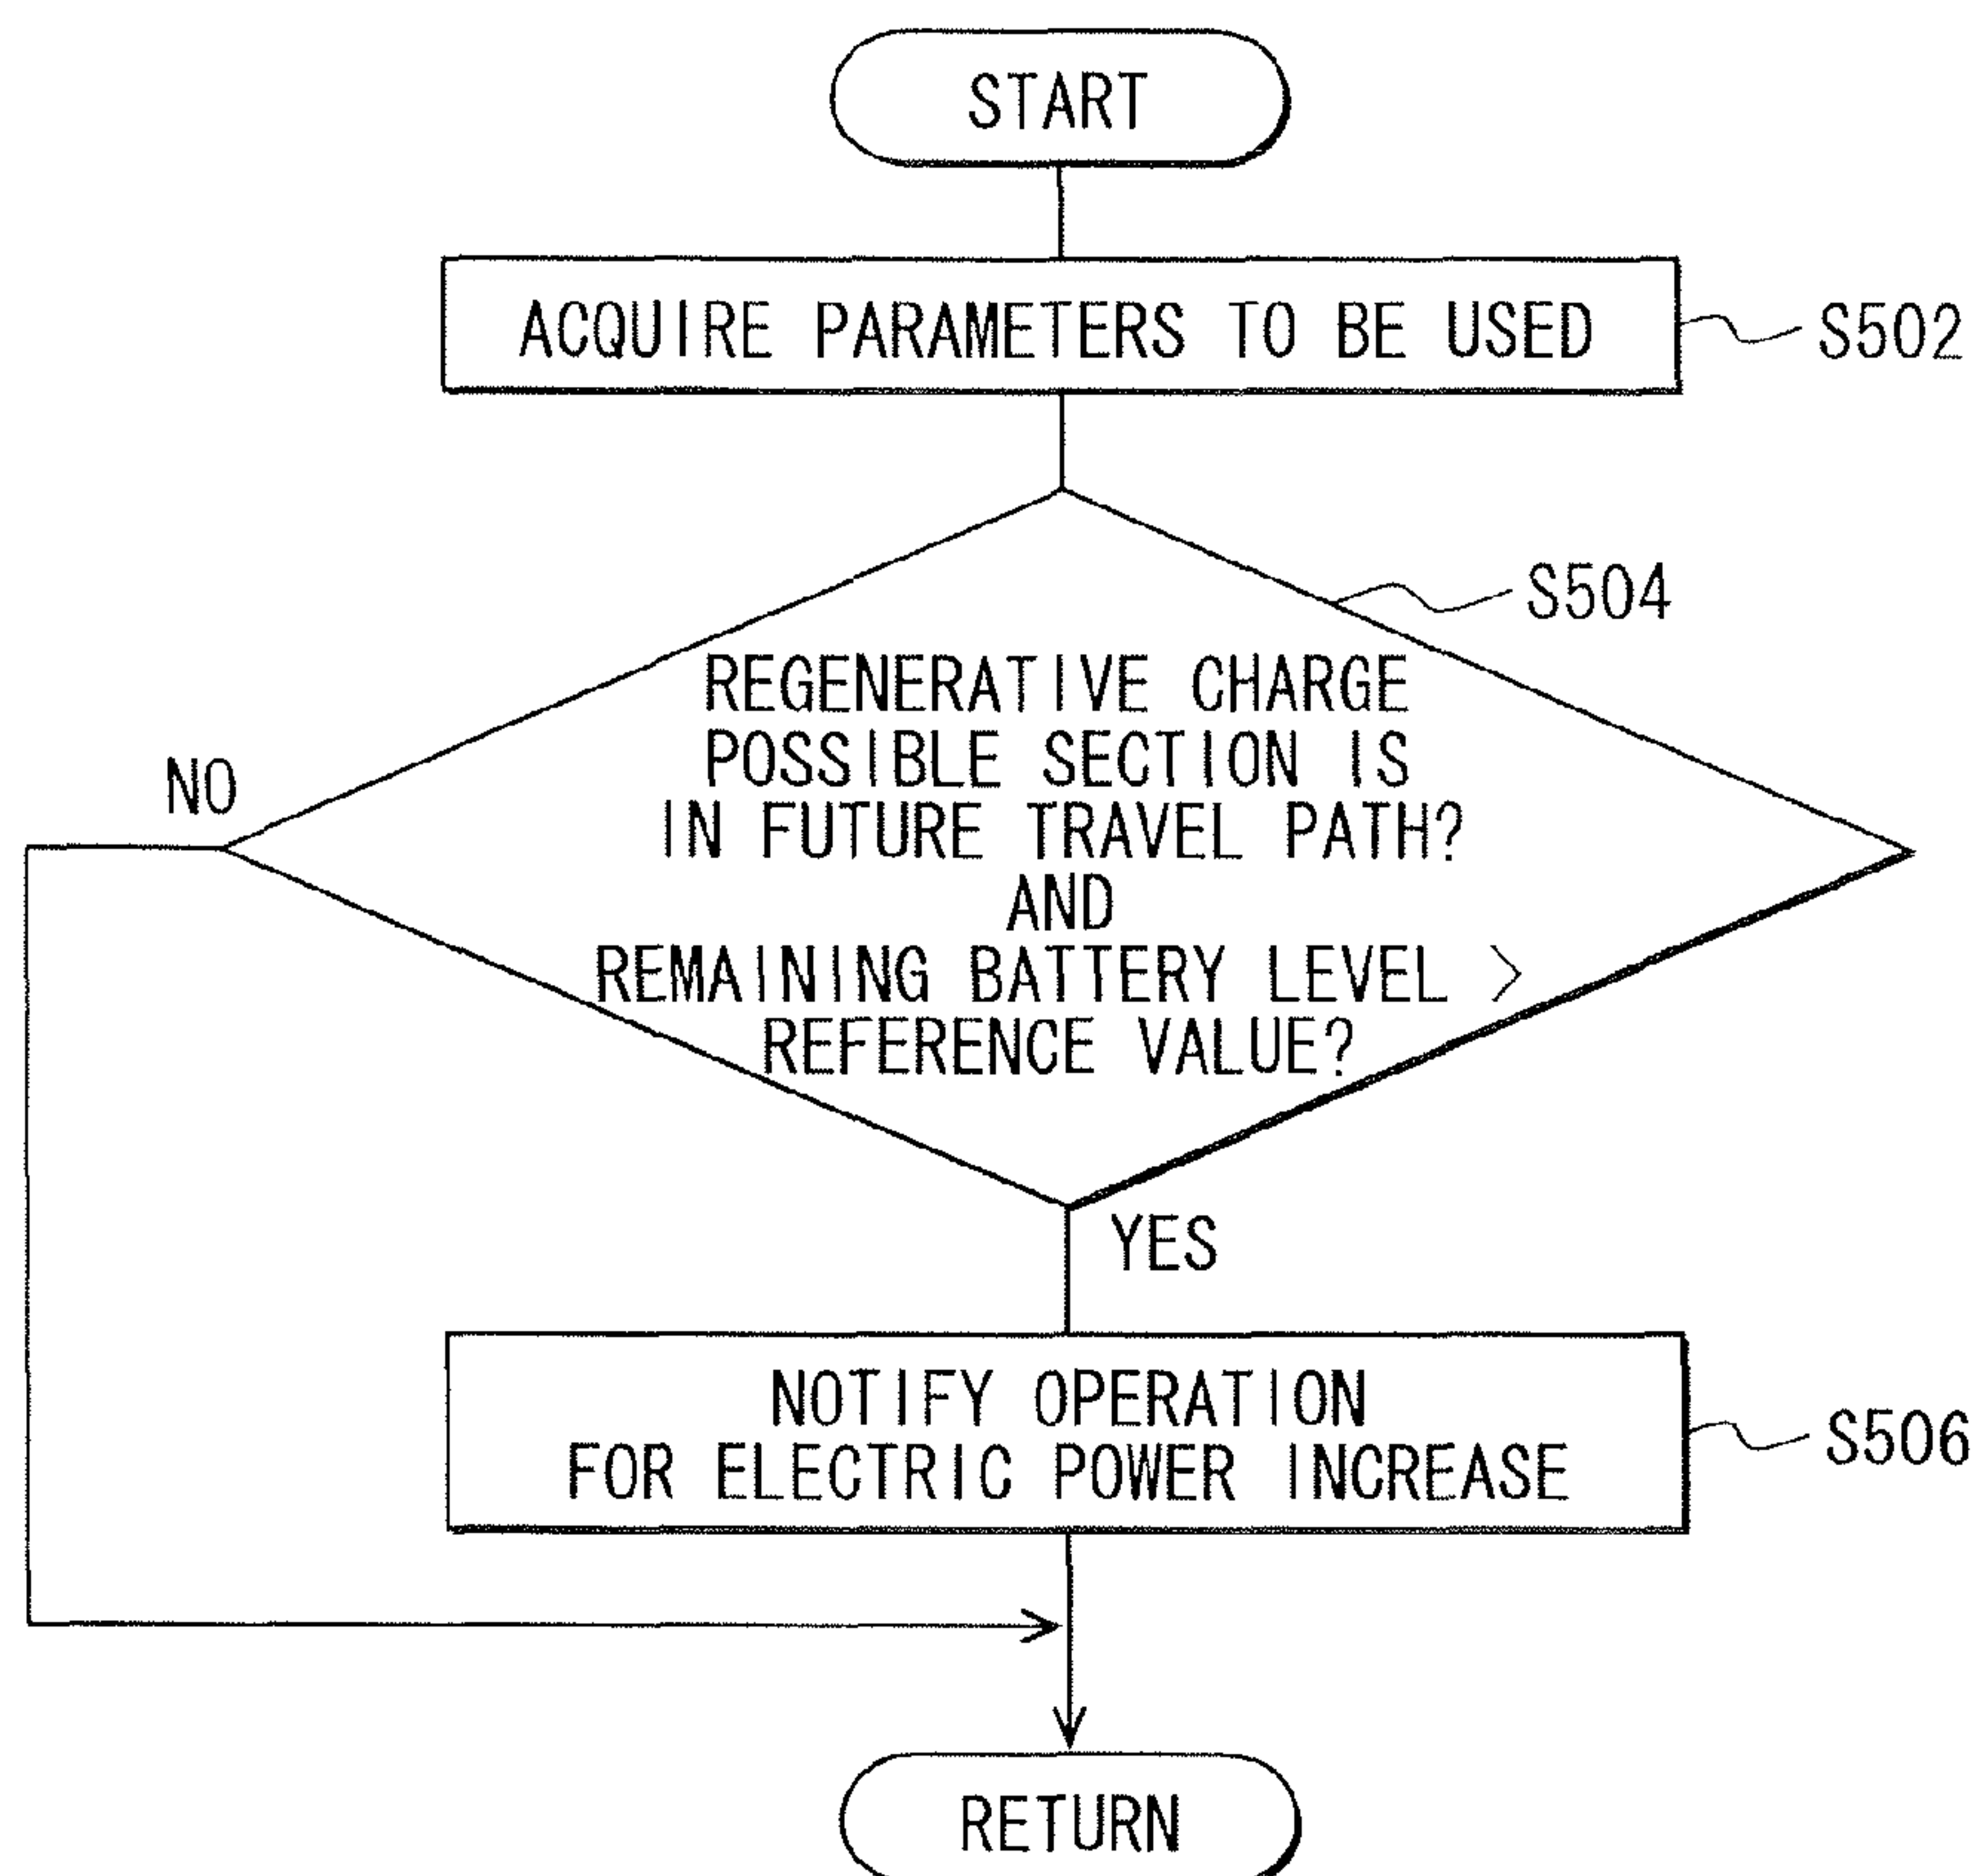 START
ACQUIRE PARAMETERS TO BE USED
S502
S504
REGENERATIVE CHARGE
POSSIBLE SECTION IS
IN FUTURE TRAVEL PATH?
AND
REMAINING BATTERY LEVEL >
REFERENCE VALUE?
NO
YES
NOTIFY OPERATION
FOR ELECTRIC POWER INCREASE
S506
RETURN